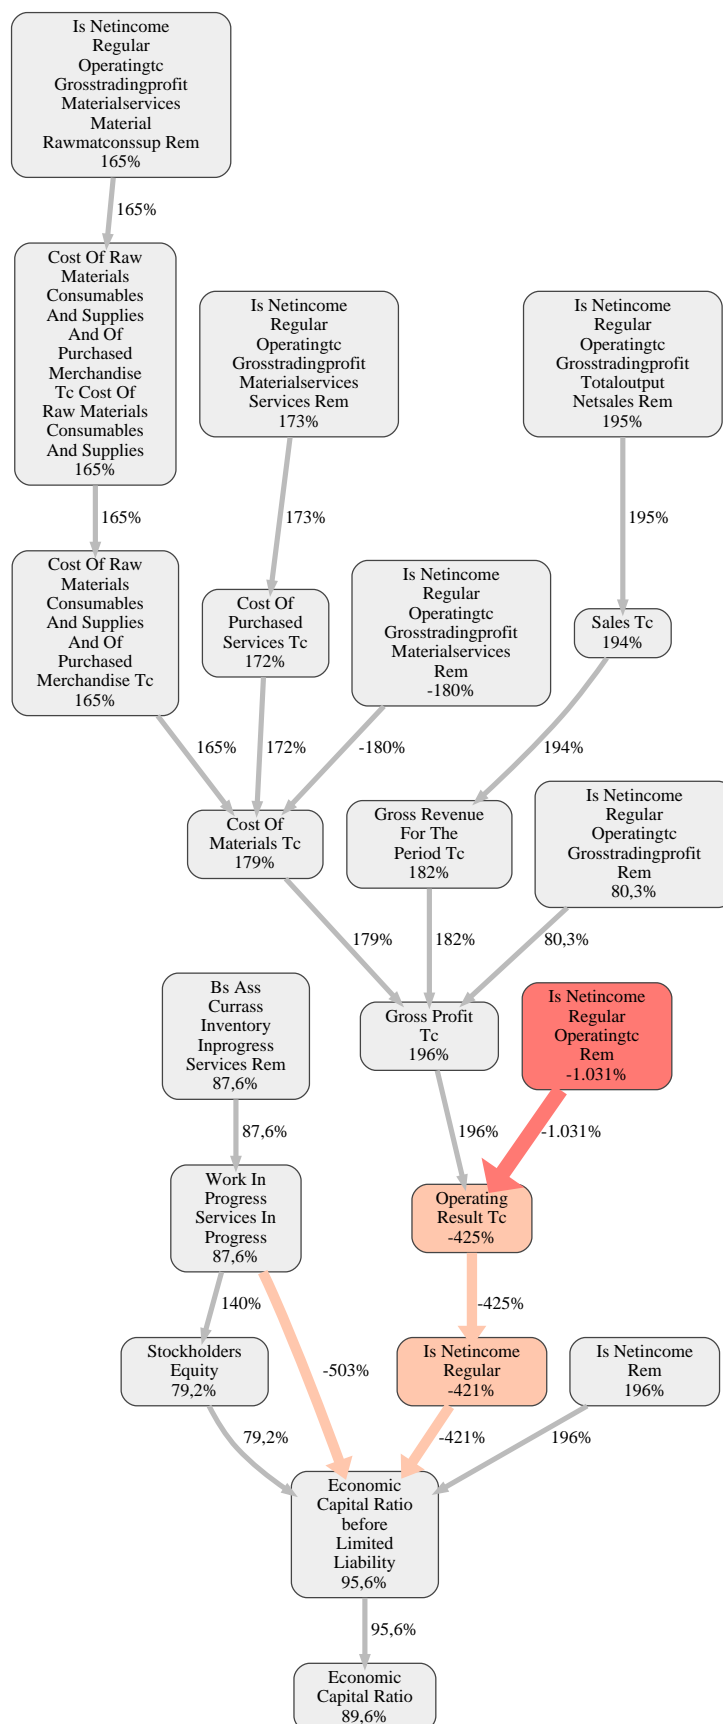 Is Netincome
Regular
Operatingtc
Grosstradingprofit
Materialservices
Material
Rawmatconssup Rem
165%
165%
Cost Of Raw
Materials
Consumables
And Supplies
And Of
Purchased
Merchandise
Tc Cost Of
Raw Materials
Consumables
And Supplies
165%
Is Netincome
Regular
Operatingtc
Grosstradingprofit
Materialservices
Services Rem
173%
Is Netincome
Regular
Operatingtc
Grosstradingprofit
Totaloutput
Netsales Rem
195%
165%
173%
195%
Cost Of Raw
Materials
Consumables
And Supplies
And Of
Purchased
Merchandise Tc
165%
Cost Of
Purchased
Services Tc
172%
Is Netincome
Regular
Operatingtc
Grosstradingprofit
Materialservices
Rem
-180%
Sales Tc
194%
165%
172%
-180%
194%
Cost Of
Materials Tc
179%
Gross Revenue
For The
Period Tc
182%
Is Netincome
Regular
Operatingtc
Grosstradingprofit
Rem
80,3%
179%
182%
80,3%
Bs Ass
Currass
Inventory
Inprogress
Services Rem
87,6%
Gross Profit
Tc
196%
Is Netincome
Regular
Operatingtc
Rem
-1.031%
87,6%
196%
-1.031%
Work In
Progress
Services In
Progress
87,6%
Operating
Result Tc
-425%
140%
-503%
-425%
Stockholders
Equity
79,2%
Is Netincome
Regular
-421%
Is Netincome
Rem
196%
79,2%
-421%
196%
Economic
Capital Ratio
before
Limited
Liability
95,6%
95,6%
Economic
Capital Ratio
89,6%